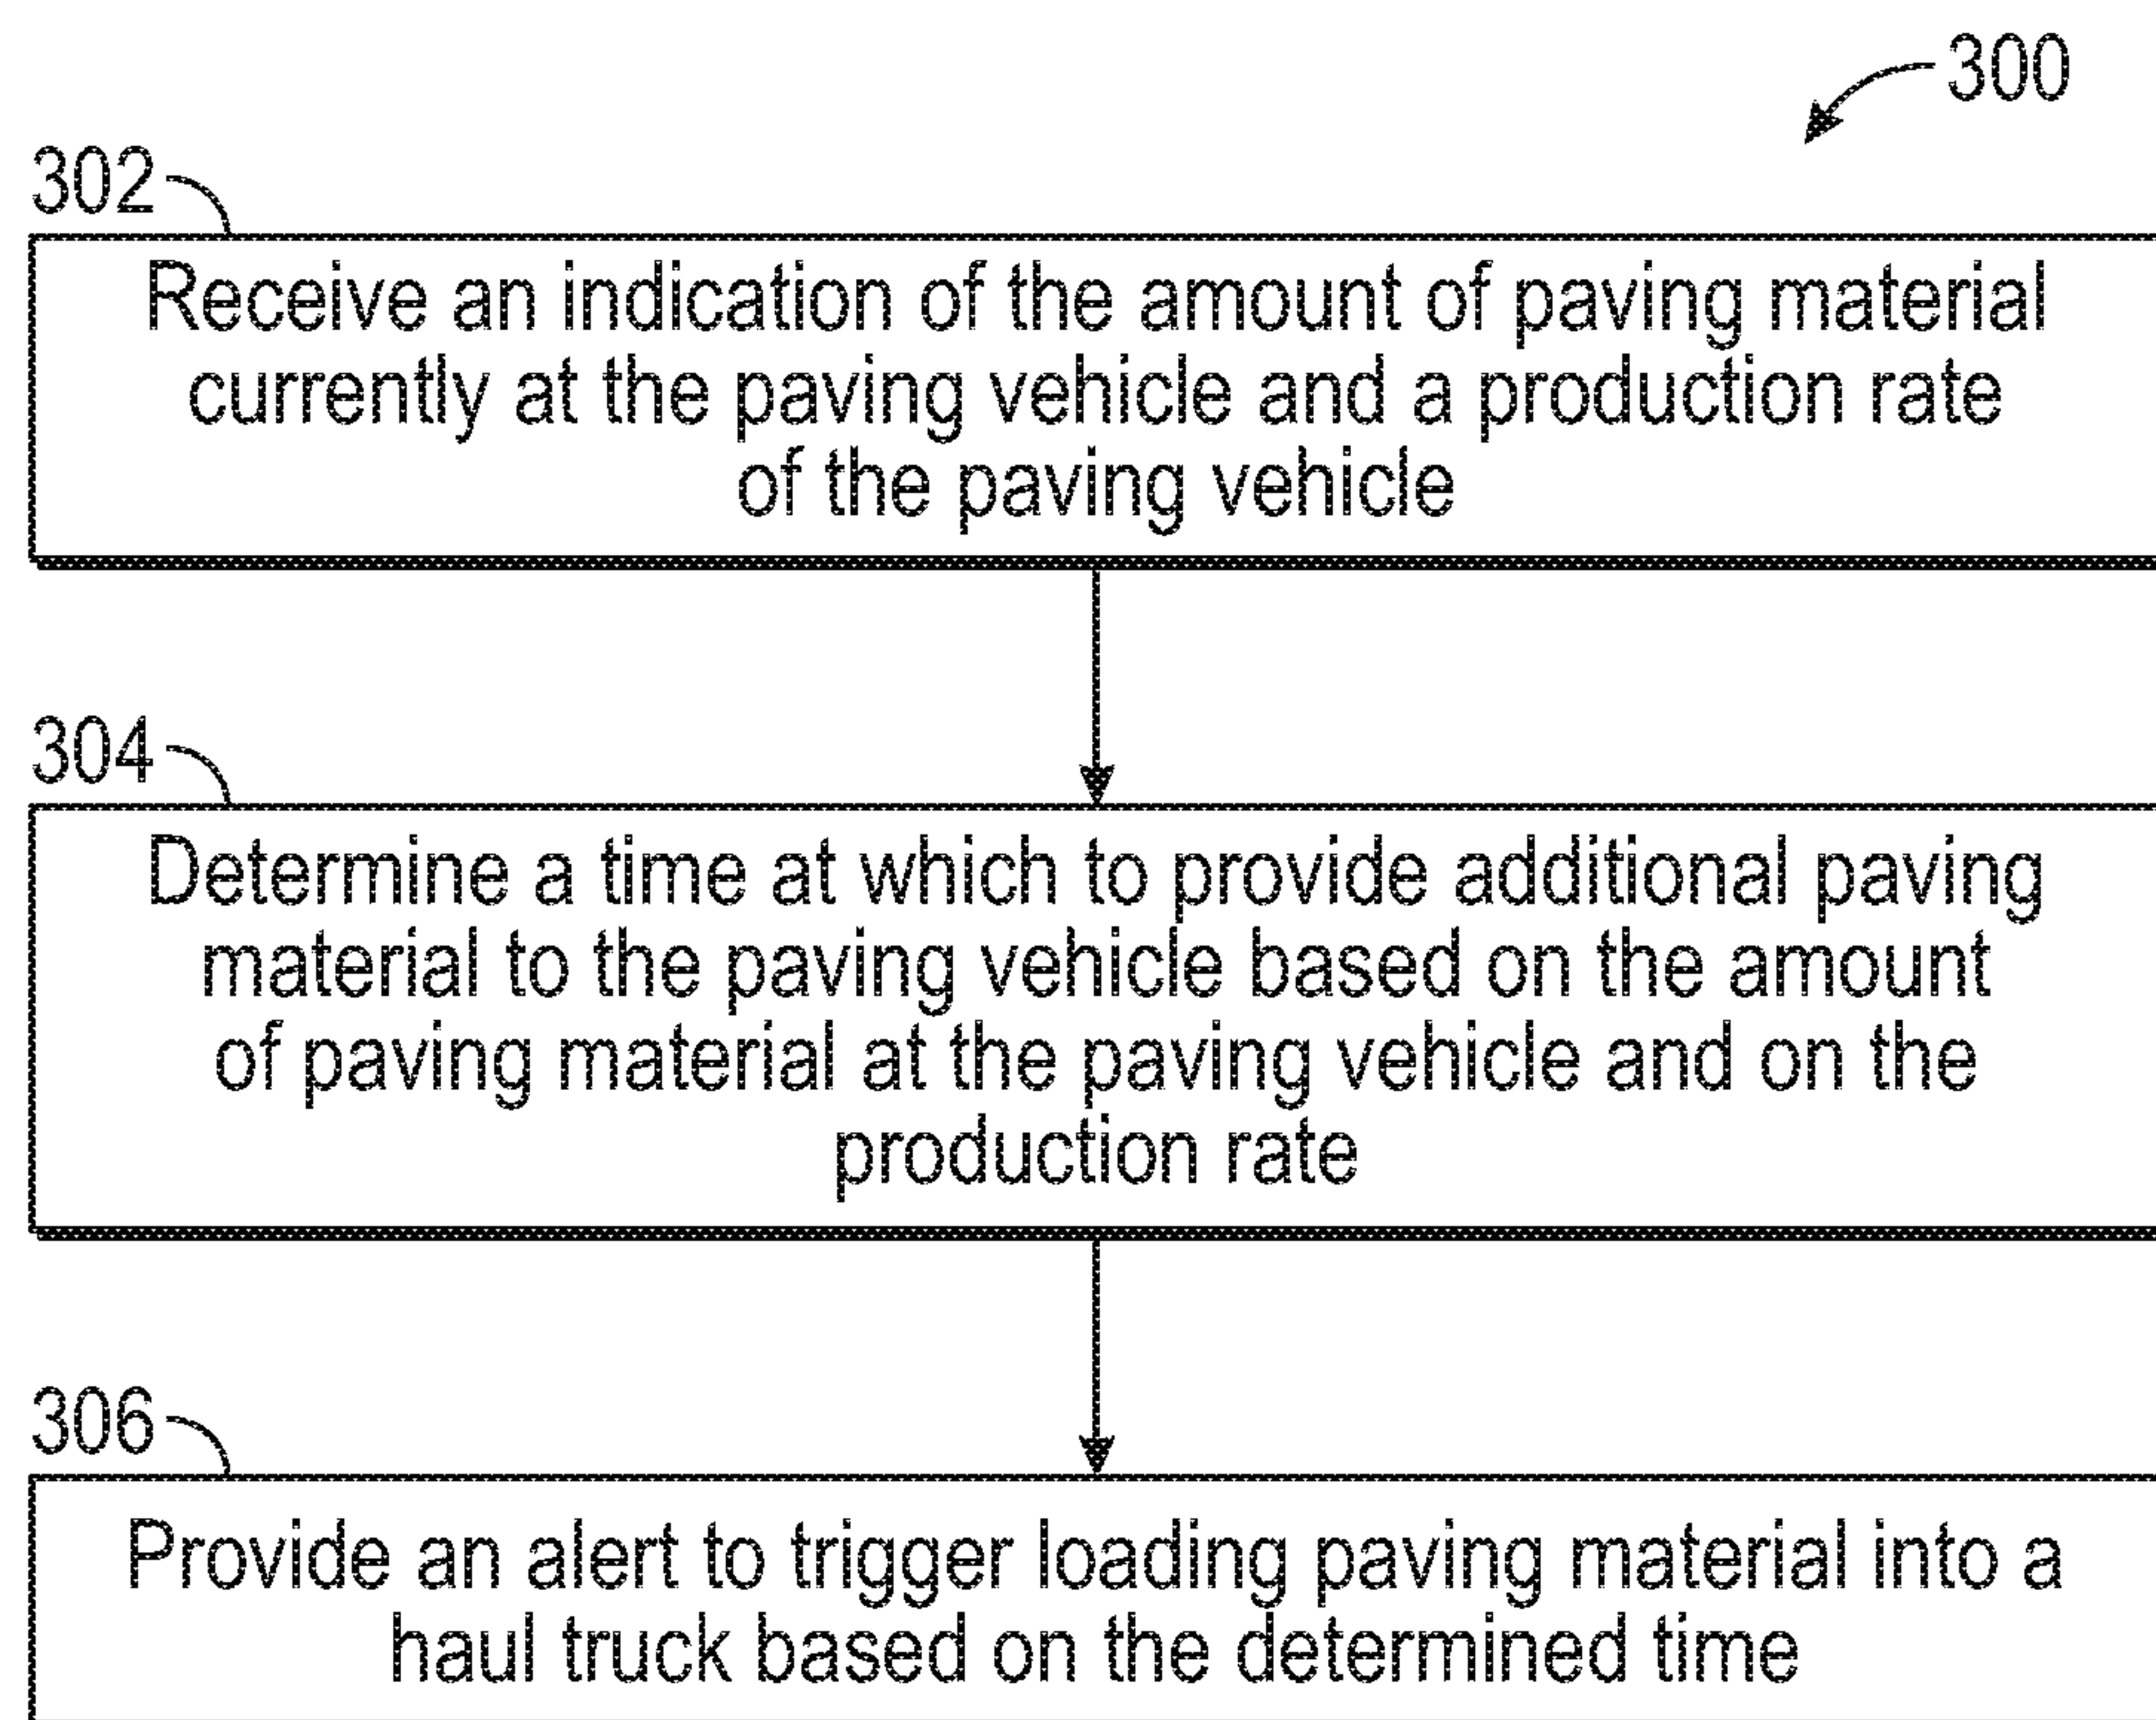 300
302
Receive an indication of the amount of paving material
currently at the paving vehicle and a production rate
of the paving vehicle
304
Determine a time at which to provide additional paving
material to the paving vehicle based on the amount
of paving material at the paving vehicle and on the
production rate
306
Provide an alert to trigger loading paving material into a
haul truck based on the determined time